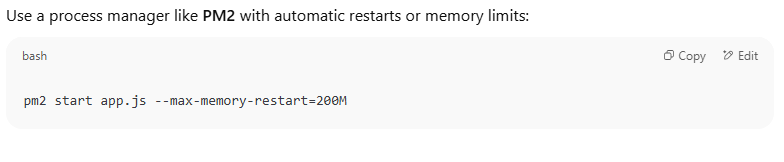 Use a process manager like PM2 with automatic restarts or memory limits:
bash
Copy
Edit
pm2 start app.js --max-memory-restart=200M